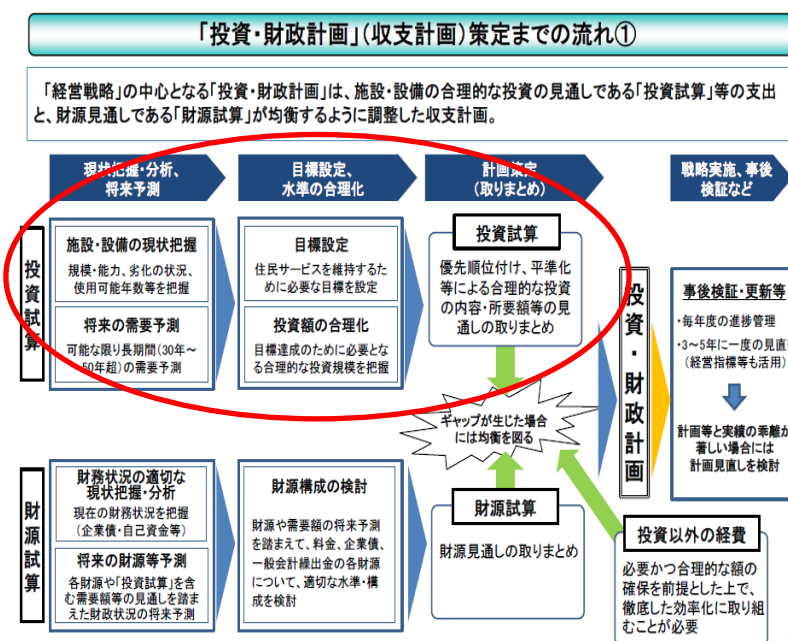 「投資・財政計画」（収支計画）策定までの流れ①
「経営戦略」の中心となる「投資・財政計画」は、施設・設備の合理的な投資の見通しである「投資試算」等の支出
と、財源見通しである「財源試算」が均衡するように調整した収支計画。
現状把握・分析、
将来予測
目標設定、
水準の合理化
計画策定
（取りまとめ）
戦略実施、事後
検証など
投資試算
施設・設備の現状把握
規模・能力、劣化の状況、
使用可能年数等を把握
将来の需要予測
可能な限り長期間（30年～
50年超）の需要予測
目標設定
住民サービスを維持するた
めに必要な目標を設定
投資額の合理化
目標達成のために必要とな
る合理的な投資規模を把握
投資試算
優先順位付け、平準化
等による合理的な投資
の内容・所要額等の見
通しの取りまとめ
ギャップが生じた場合
には均衡を図る
投資・財政計画
事後検証・更新等
・毎年度の進捗管理
・3～5年に一度の見直
（経営指標等も活用）
計画等と実績の乖離が
著しい場合には
計画見直しを検討
財源試算
財務状況の適切な
現状把握・分析
現在の財務状況を把握
（企業債・自己資金等）
将来の財源等予測
各財源や「投資試算」を含
む需要額等の見通しを踏ま
えた財政状況の将来予測
財源構成の検討
財源や需要額の将来予測
を踏まえて、料金、企業債、
一般会計繰出金の各財源
について、適切な水準・構
成を検討
財源試算
財源見通しの取りまとめ
投資以外の経費
必要かつ合理的な額の
確保を前提とした上で、
徹底した効率化に取り組
むことが必要